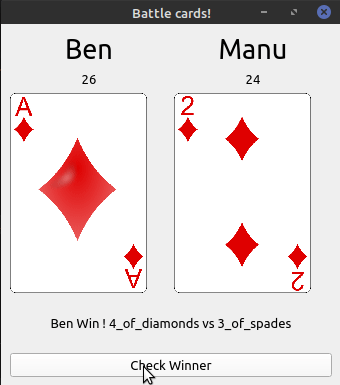 Battle cards!
Ben Manu
26 24
A 2
A 2
Ben Win ! 4_of_diamonds vs 3_of_spades
Check Winner